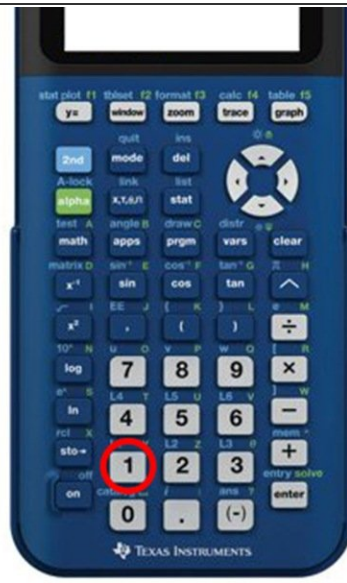 stat plot f1 tblset f2 format f3 calc f4 table f5
y= window zoom trace graph
quit ins
2nd mode del
A-lock link list
alpha X,T,θ,n stat
test A angle B draw C distr
math apps prgm vars clear
matrix D sin⁻¹ E cos⁻¹ F tan⁻¹ G π H
x⁻¹ sin cos tan ^
√ I EE J { K } L e M
x² , ( ) ÷
10ˣ N u O v P w Q [ R
log 7 8 9 ×
eˣ S L4 T L5 U L6 V ] W
ln 4 5 6 −
rcl X Y L2 Z L3 θ mem "
sto→ 1 2 3 +
off catalog i : ans ? entry solve
on 0 . (-) enter
TEXAS INSTRUMENTS